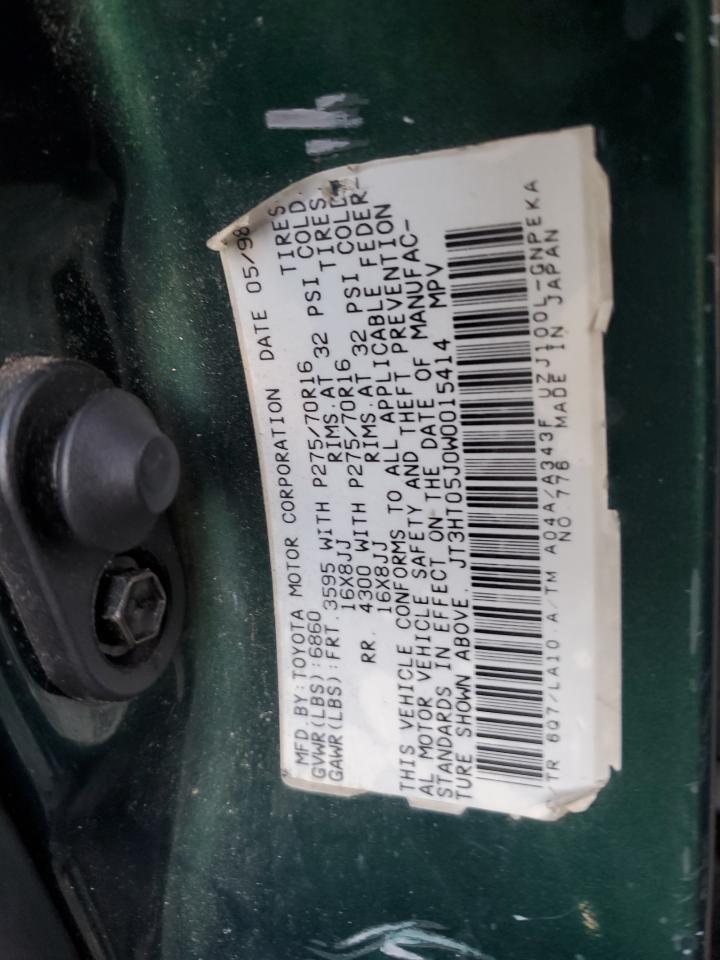 MFD. BY: TOYOTA MOTOR CORPORATION DATE 05/98
GVWR(LBS): 6860
GAWR(LBS): FRT. 3595 WITH P275/70R16 TIRES,
16X8JJ RIMS, AT 32 PSI COLD.
RR. 4300 WITH P275/70R16 TIRES,
16X8JJ RIMS, AT 32 PSI COLD.
THIS VEHICLE CONFORMS TO ALL APPLICABLE FEDER-
AL MOTOR VEHICLE SAFETY AND THEFT PREVENTION
STANDARDS IN EFFECT ON THE DATE OF MANUFAC-
TURE SHOWN ABOVE. JT3HT05J0W0015414 MPV
TR 6Q7/LA10 A/TM A04A/A343F UZJ100L-GNPEKA
NO. 776 MADE IN JAPAN